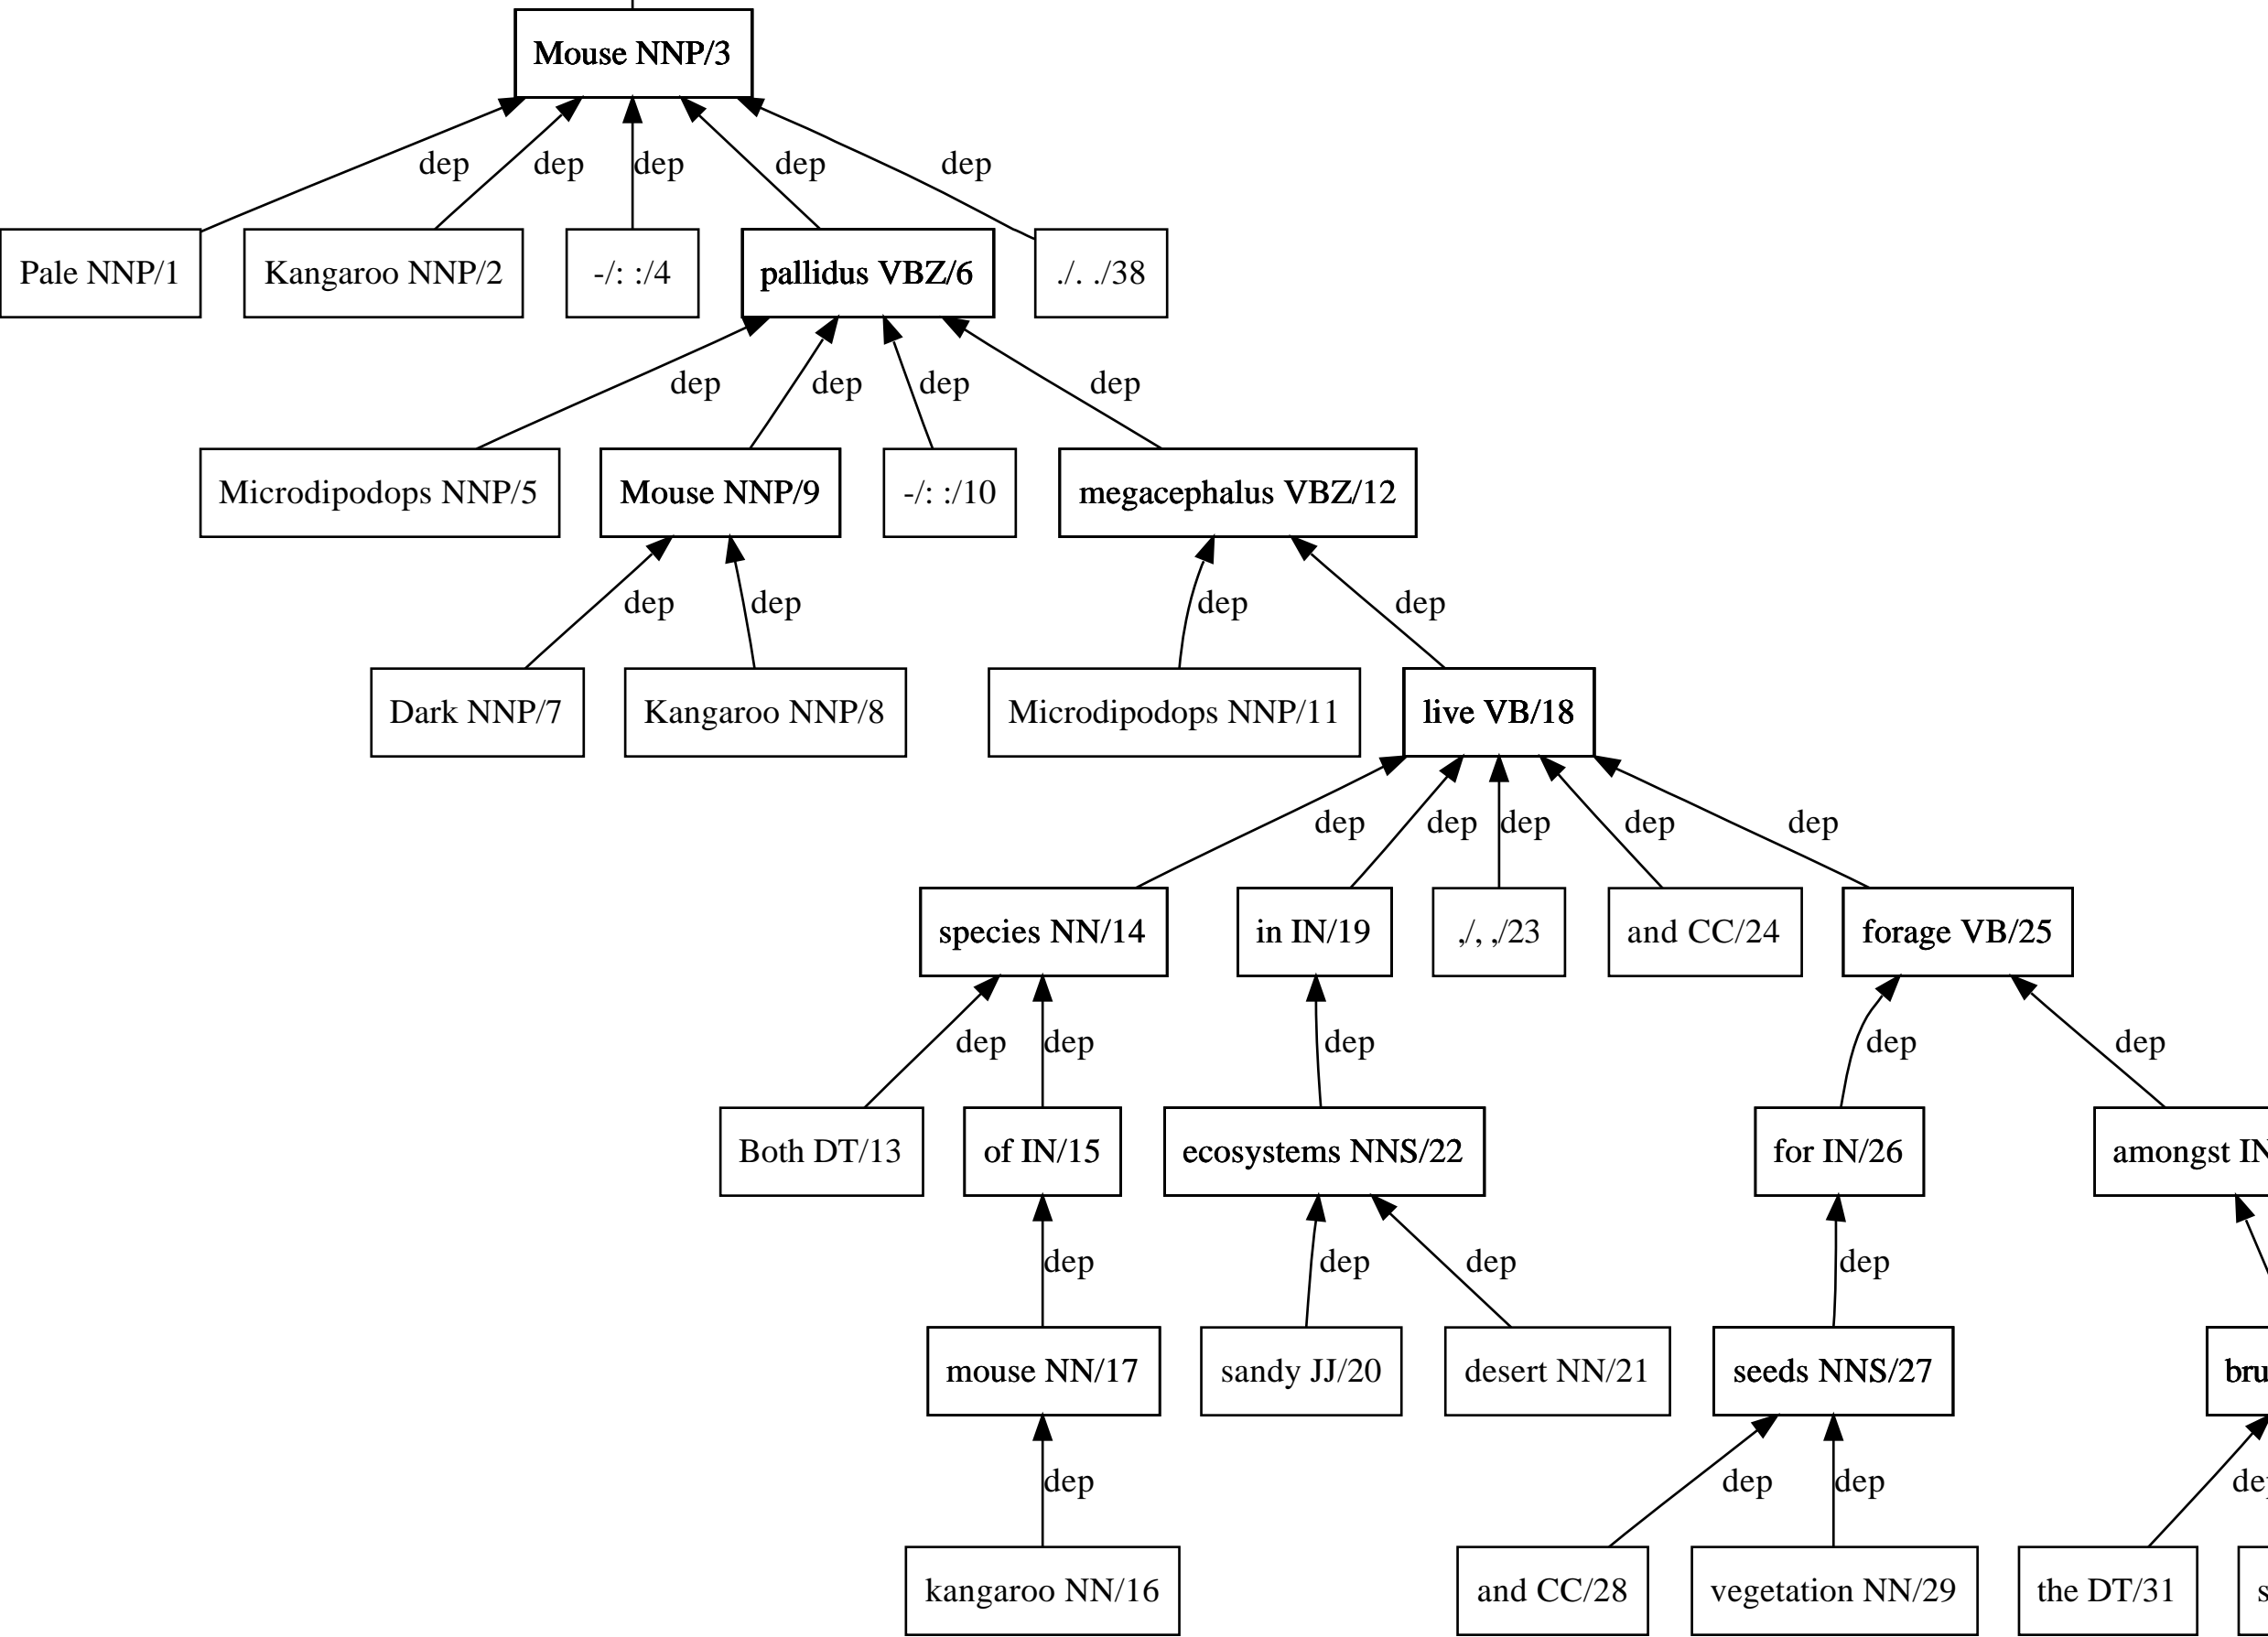 Mouse NNP/3
dep dep dep dep dep
Pale NNP/1 Kangaroo NNP/2 -/: :/4 pallidus VBZ/6 ./. ./38
dep dep dep dep
Microdipodops NNP/5 Mouse NNP/9 -/: :/10 megacephalus VBZ/12
dep dep dep dep
Dark NNP/7 Kangaroo NNP/8 Microdipodops NNP/11 live VB/18
dep dep dep dep dep
species NN/14 in IN/19 ,/, ,/23 and CC/24 forage VB/25
dep dep dep dep dep
Both DT/13 of IN/15 ecosystems NNS/22 for IN/26 amongst IN
dep dep dep dep
mouse NN/17 sandy JJ/20 desert NN/21 seeds NNS/27 bru
dep dep dep de
kangaroo NN/16 and CC/28 vegetation NN/29 the DT/31 s